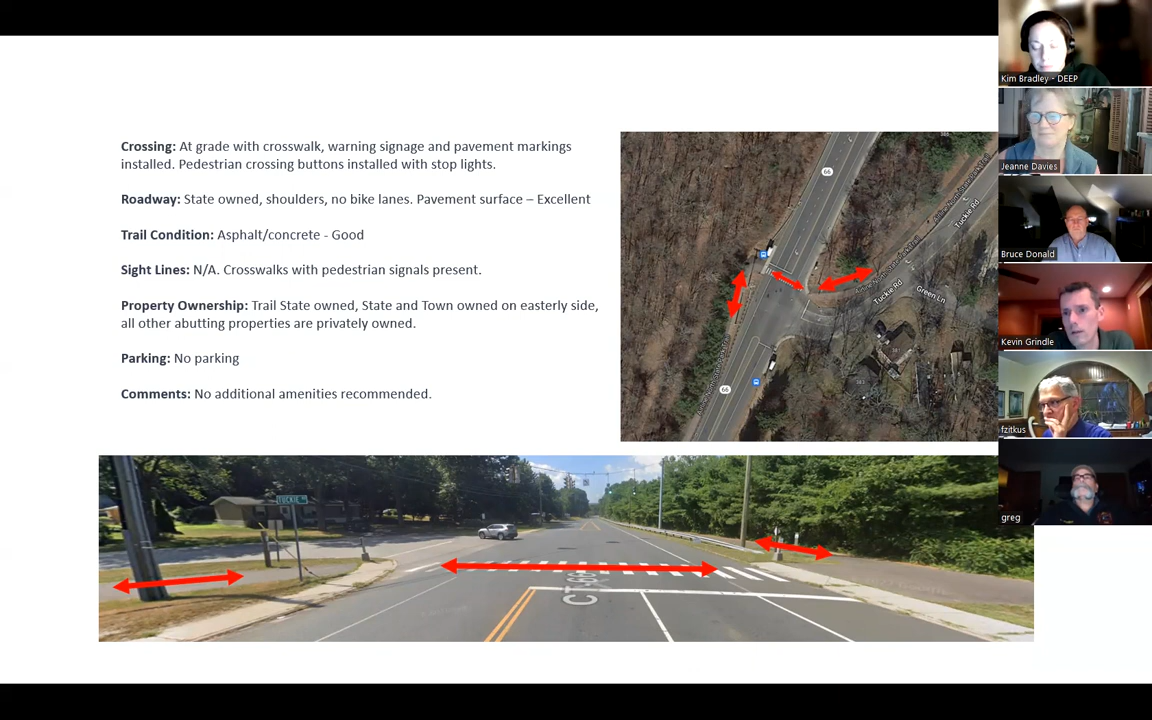 Crossing: At grade with crosswalk, warning signage and pavement markings
installed. Pedestrian crossing buttons installed with stop lights.
Roadway: State owned, shoulders, no bike lanes. Pavement surface – Excellent
Trail Condition: Asphalt/concrete - Good
Sight Lines: N/A. Crosswalks with pedestrian signals present.
Property Ownership: Trail State owned, State and Town owned on easterly side,
all other abutting properties are privately owned.
Parking: No parking
Comments: No additional amenities recommended.
66
Tuckie Rd
Tuckie Rd
Green Ln
66
TUCKIE
CT-66
Kim Bradley - DEEP
Jeanne Davies
Bruce Donald
Kevin Grindle
fzitkus
greg